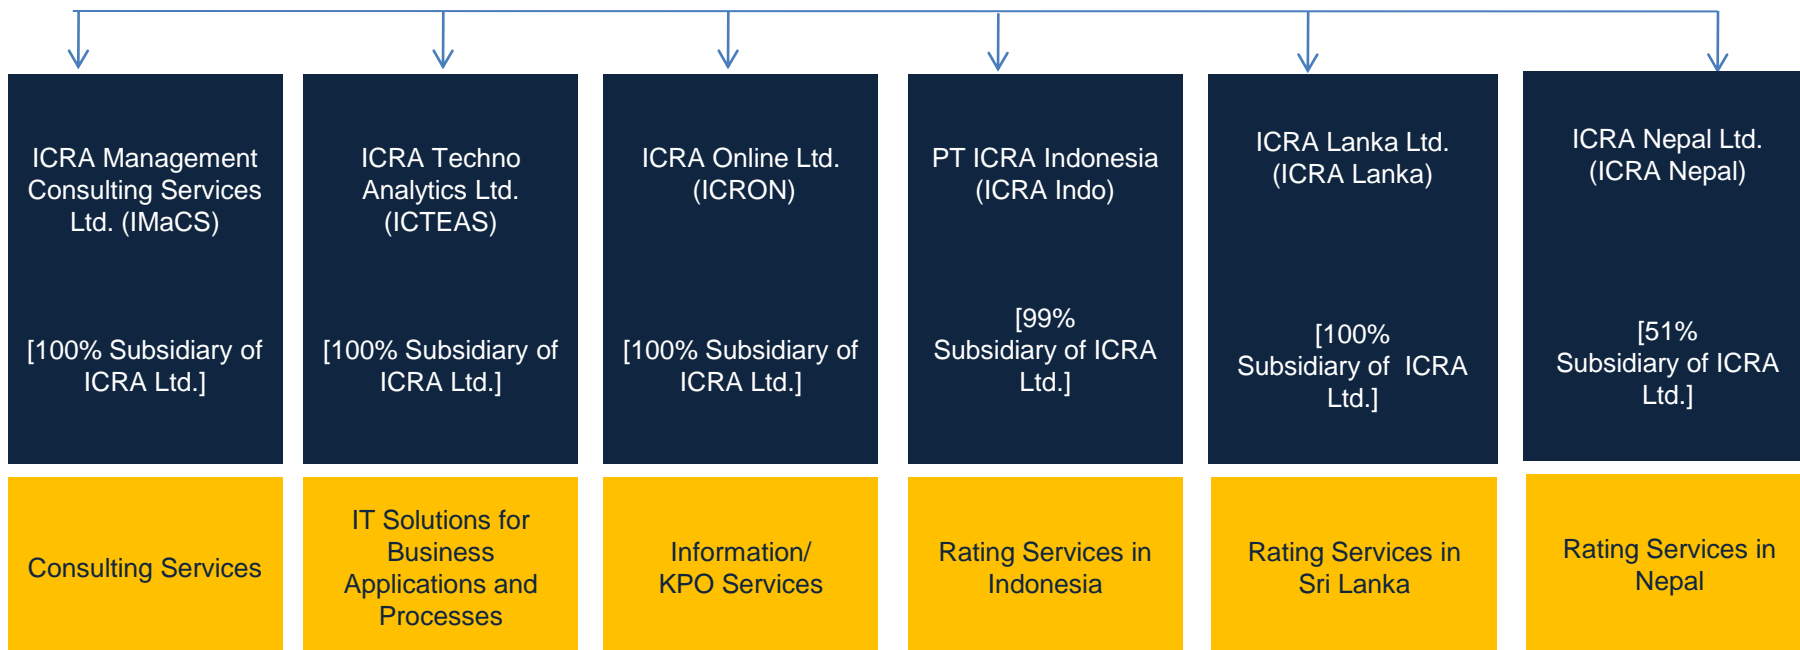 ICRA Management
Consulting Services
Ltd. (IMaCS)
[100% Subsidiary of
ICRA Ltd.]
Consulting Services
ICRA Techno
Analytics Ltd.
(ICTEAS)
[100% Subsidiary of
ICRA Ltd.]
IT Solutions for
Business
Applications and
Processes
ICRA Online Ltd.
(ICRON)
[100% Subsidiary of
ICRA Ltd.]
Information/
KPO Services
PT ICRA Indonesia
(ICRA Indo)
[99%
Subsidiary of ICRA
Ltd.]
Rating Services in
Indonesia
ICRA Lanka Ltd.
(ICRA Lanka)
[100%
Subsidiary of  ICRA
Ltd.]
Rating Services in
Sri Lanka
ICRA Nepal Ltd.
(ICRA Nepal)
[51%
Subsidiary of ICRA
Ltd.]
Rating Services in
Nepal